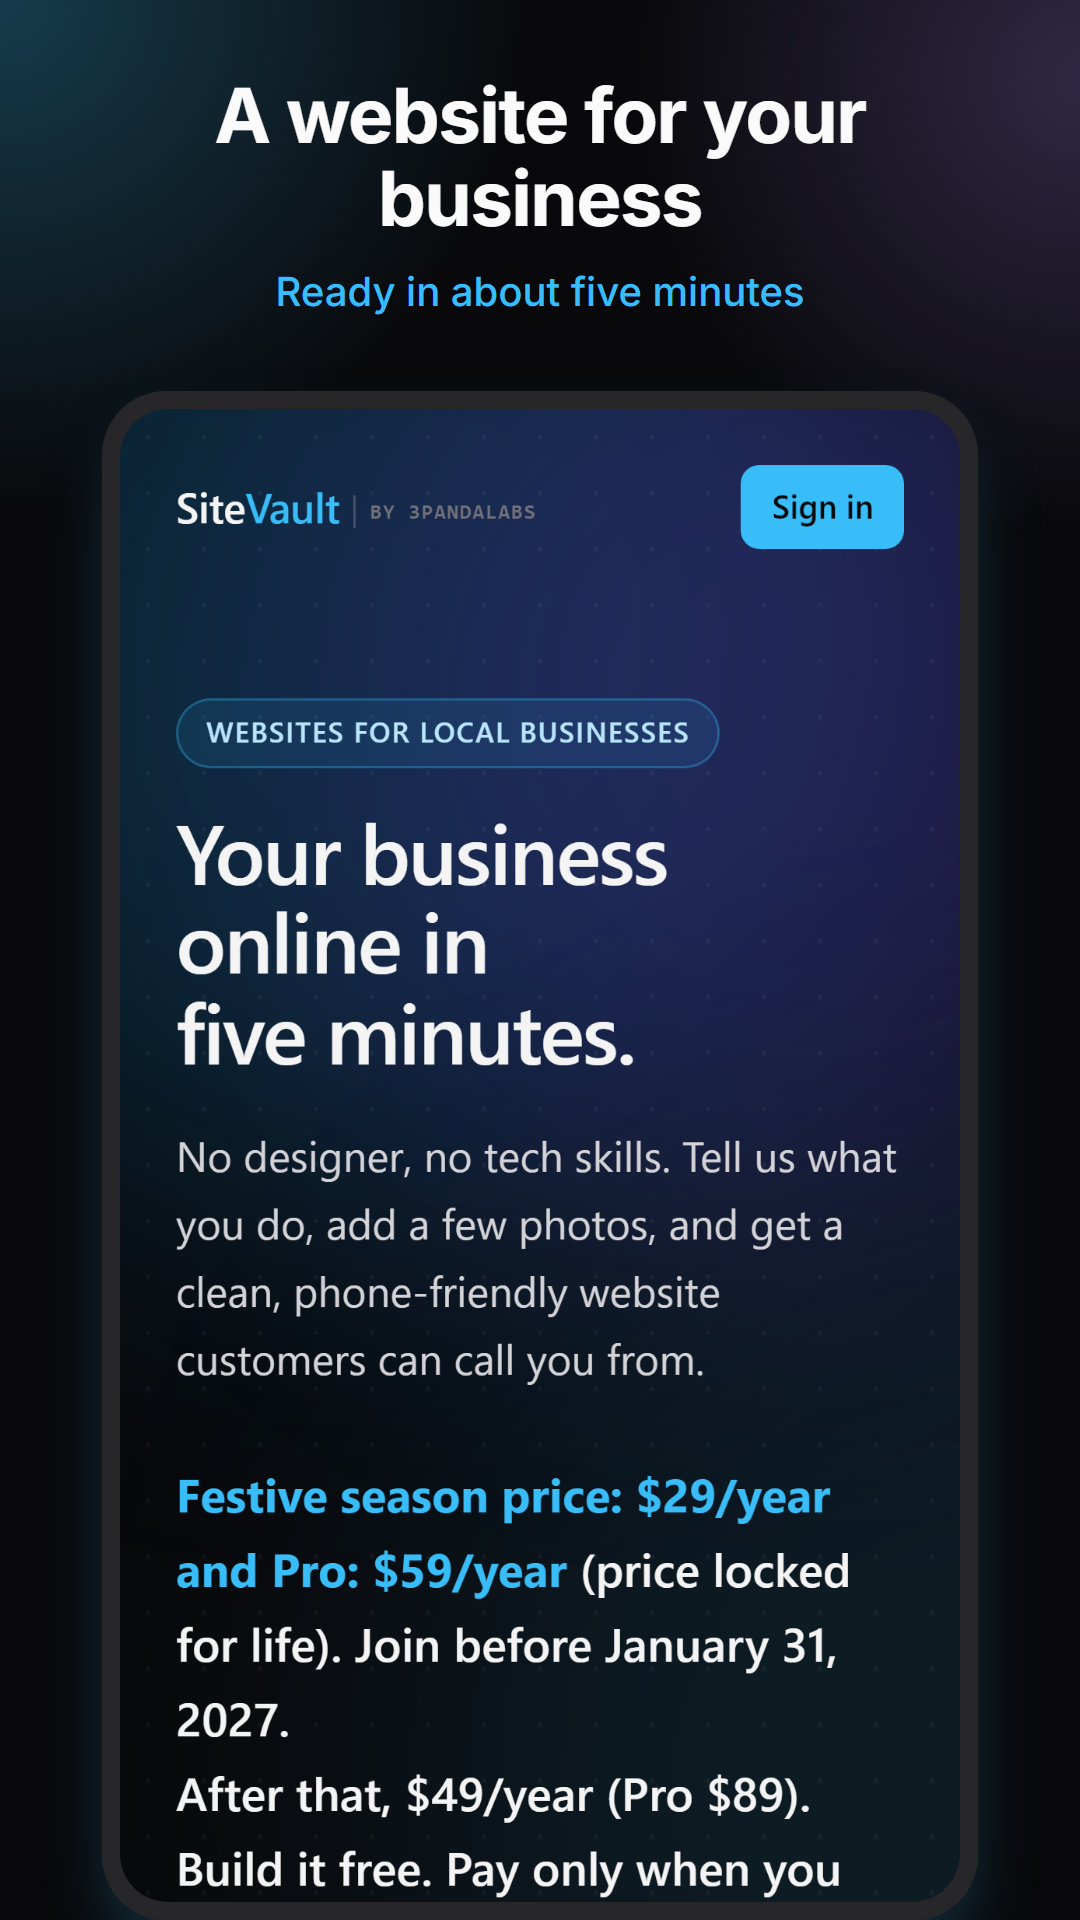 A website for your
business
Ready in about five minutes
SiteVault | BY 3PANDALABS
Sign in
WEBSITES FOR LOCAL BUSINESSES
Your business
online in
five minutes.
No designer, no tech skills. Tell us what
you do, add a few photos, and get a
clean, phone-friendly website
customers can call you from.
Festive season price: $29/year
and Pro: $59/year (price locked
for life). Join before January 31,
2027.
After that, $49/year (Pro $89).
Build it free. Pay only when you